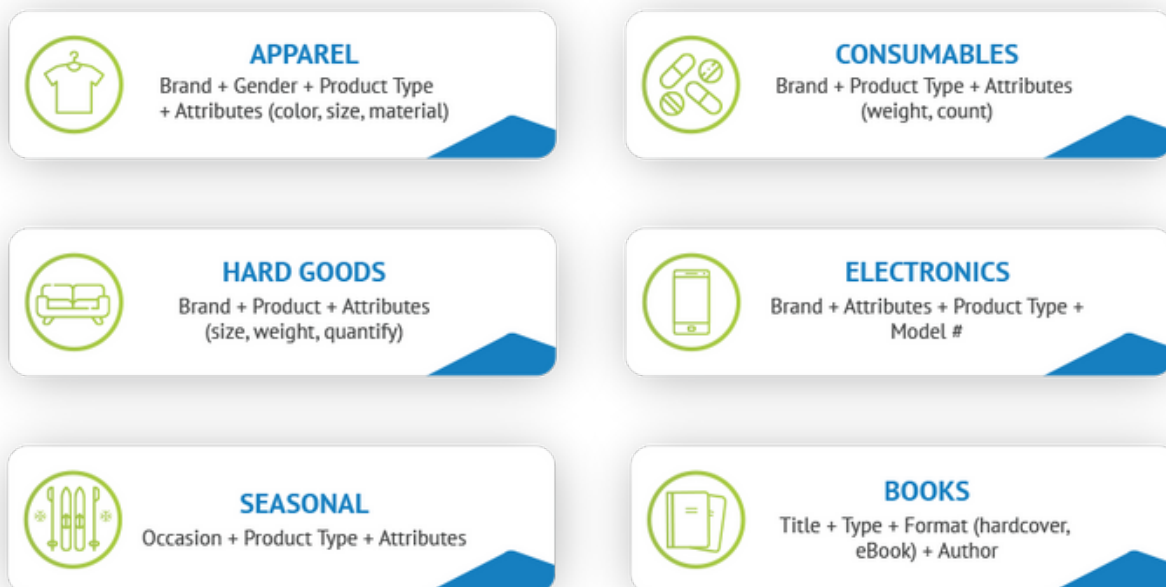 APPAREL
Brand + Gender + Product Type
+ Attributes (color, size, material)
CONSUMABLES
Brand + Product Type + Attributes
(weight, count)
HARD GOODS
Brand + Product + Attributes
(size, weight, quantify)
ELECTRONICS
Brand + Attributes + Product Type +
Model #
SEASONAL
Occasion + Product Type + Attributes
BOOKS
Title + Type + Format (hardcover,
eBook) + Author